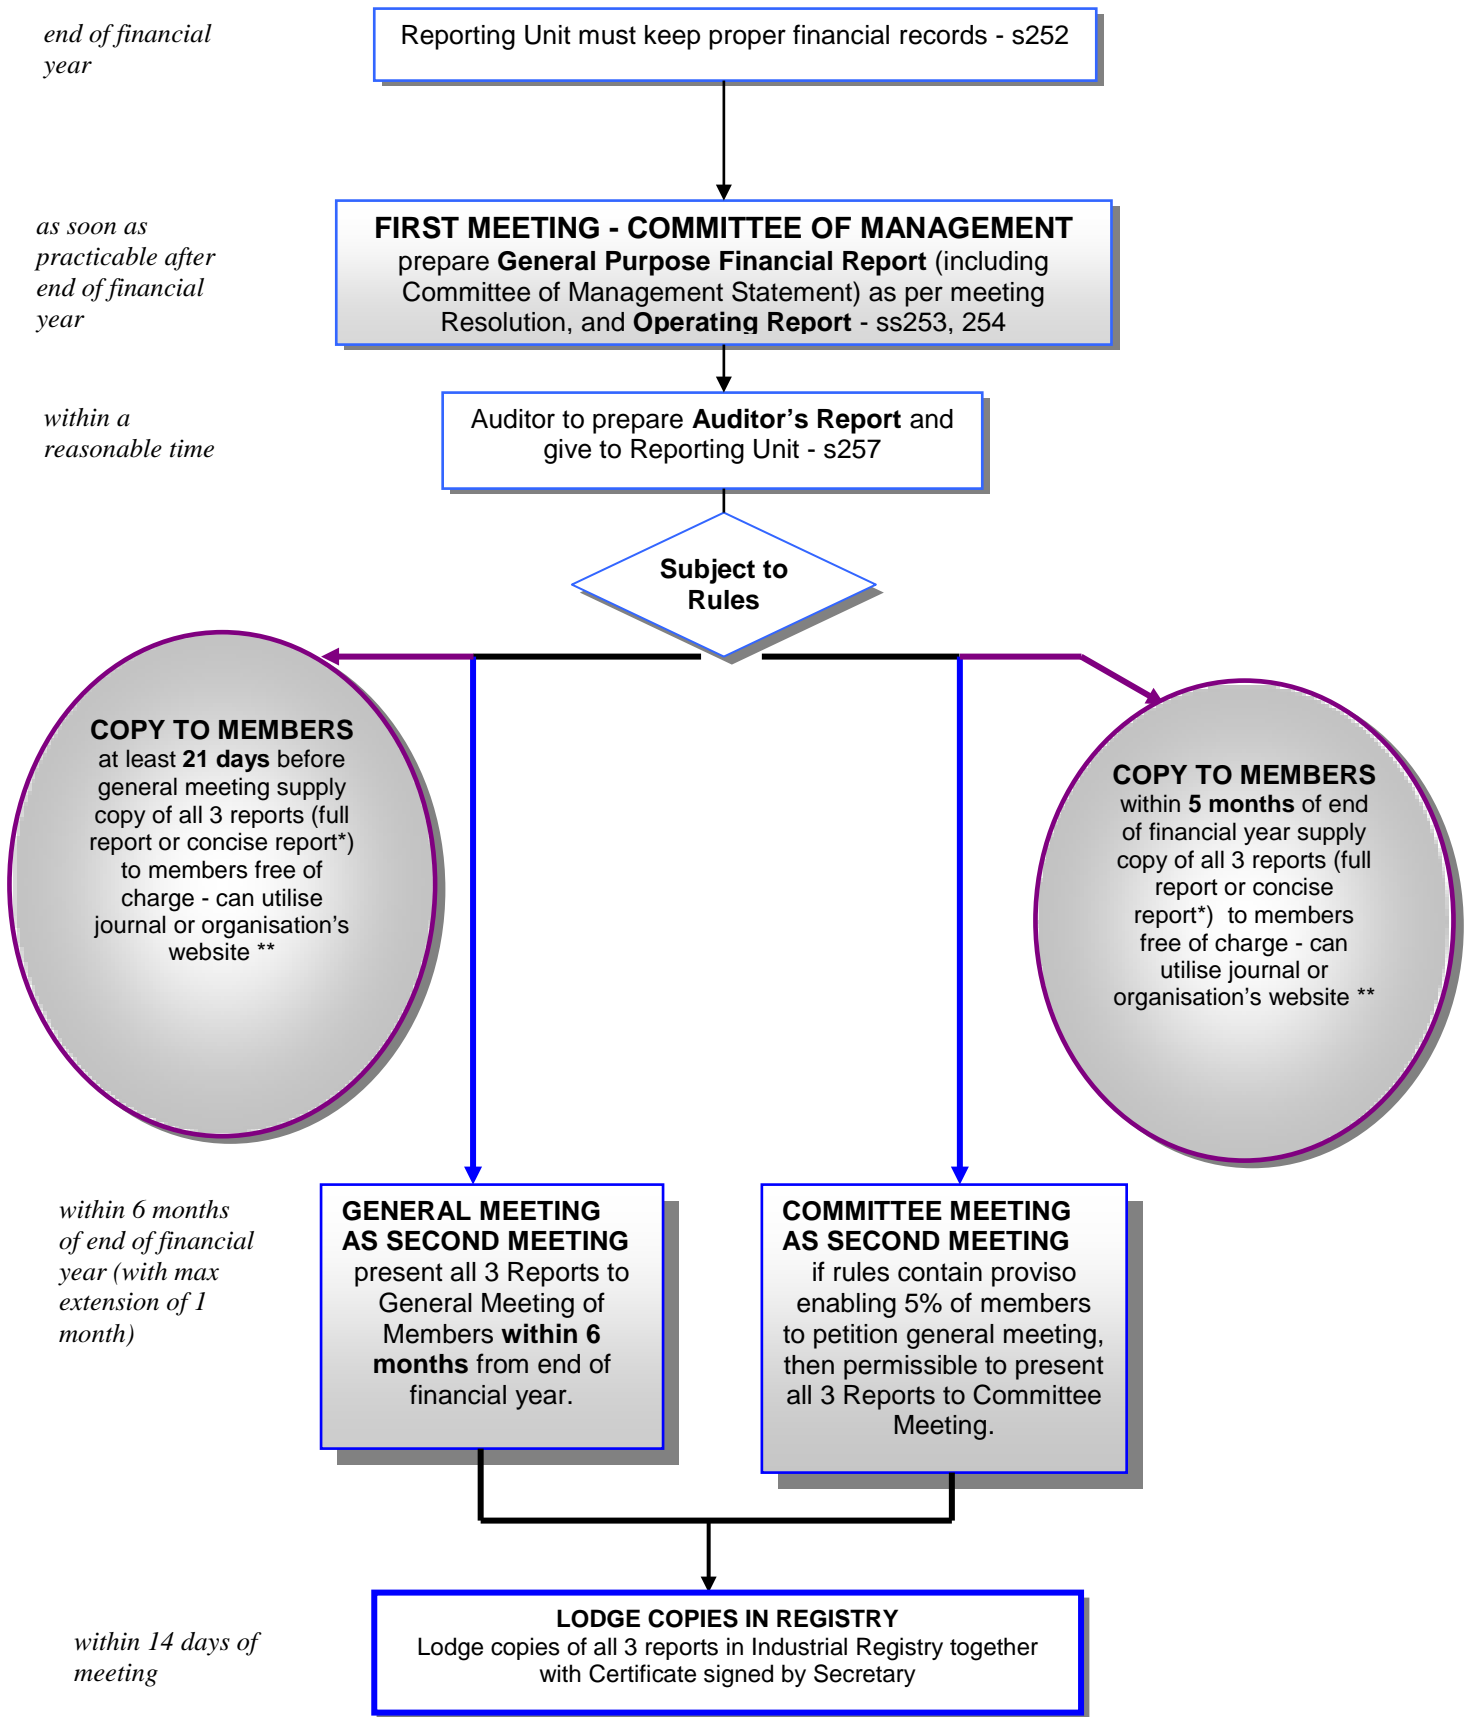 end of financial
year
Reporting Unit must keep proper financial records - s252
as soon as
practicable after
end of financial
year
FIRST MEETING - COMMITTEE OF MANAGEMENT
prepare General Purpose Financial Report (including
Committee of Management Statement) as per meeting
Resolution, and Operating Report - ss253, 254
within a
reasonable time
Auditor to prepare Auditor's Report and
give to Reporting Unit - s257
Subject to
Rules
COPY TO MEMBERS
at least 21 days before
general meeting supply
copy of all 3 reports (full
report or concise report*)
to members free of
charge - can utilise
journal or organisation's
website **
COPY TO MEMBERS
within 5 months of end
of financial year supply
copy of all 3 reports (full
report or concise
report*) to members
free of charge - can
utilise journal or
organisation's website **
within 6 months
of end of financial
year (with max
extension of 1
month)
GENERAL MEETING
AS SECOND MEETING
present all 3 Reports to
General Meeting of
Members within 6
months from end of
financial year.
COMMITTEE MEETING
AS SECOND MEETING
if rules contain proviso
enabling 5% of members
to petition general meeting,
then permissible to present
all 3 Reports to Committee
Meeting.
within 14 days of
meeting
LODGE COPIES IN REGISTRY
Lodge copies of all 3 reports in Industrial Registry together
with Certificate signed by Secretary